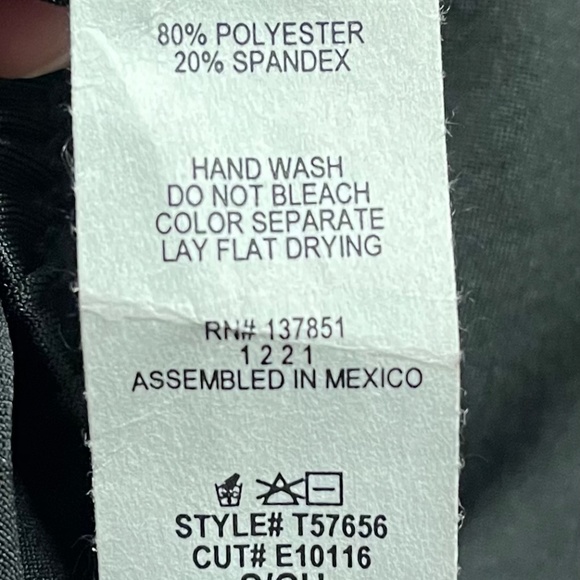 80% POLYESTER
20% SPANDEX
HAND WASH
DO NOT BLEACH
COLOR SEPARATE
LAY FLAT DRYING
RN# 137851
1 2 2 1
ASSEMBLED IN MEXICO
STYLE# T57656
CUT# E10116